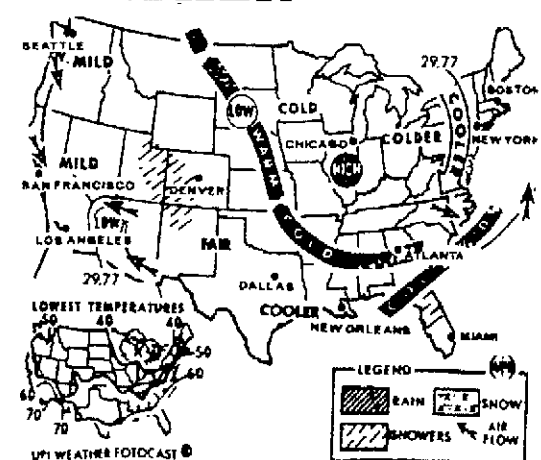 SEATTLE
MILD
29.77
BOSTON
COLD
LOW
WARM
CHICAGO
COLDER
COOLER
NEW YORK
HIGH
MILD
SAN FRANCISCO
DENVER
LOW
LOS ANGELES
FAIR
COLD
ATLANTA
29.77
DALLAS
COOLER
NEW ORLEANS
MIAMI
LOWEST TEMPERATURES
50 40 40
50
60
60
70 70
LEGEND
RAIN
SNOW
SHOWERS
AIR
FLOW
UPI WEATHER FOTOCAST ©